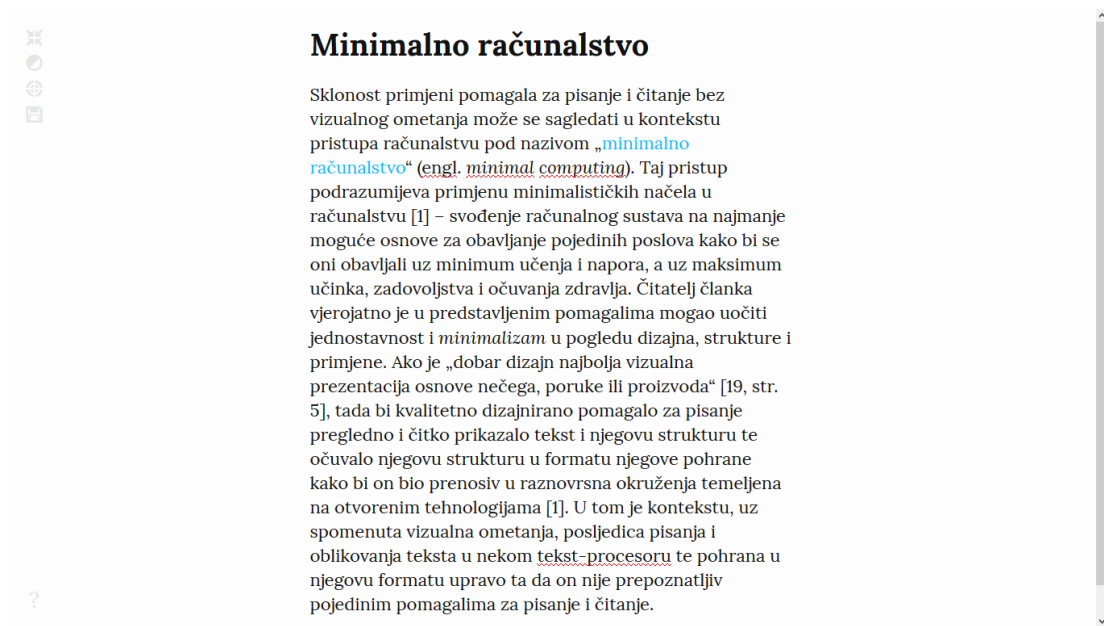 Minimalno računalstvo
Sklonost primjeni pomagala za pisanje i čitanje bez
vizualnog ometanja može se sagledati u kontekstu
pristupa računalstvu pod nazivom „minimalno
računalstvo“ (engl. minimal computing). Taj pristup
podrazumijeva primjenu minimalističkih načela u
računalstvu [1] – svođenje računalnog sustava na najmanje
moguće osnove za obavljanje pojedinih poslova kako bi se
oni obavljali uz minimum učenja i napora, a uz maksimum
učinka, zadovoljstva i očuvanja zdravlja. Čitatelj članka
vjerojatno je u predstavljenim pomagalima mogao uočiti
jednostavnost i minimalizam u pogledu dizajna, strukture i
primjene. Ako je „dobar dizajn najbolja vizualna
prezentacija osnove nečega, poruke ili proizvoda“ [19, str.
5], tada bi kvalitetno dizajnirano pomagalo za pisanje
pregledno i čitko prikazalo tekst i njegovu strukturu te
očuvalo njegovu strukturu u formatu njegove pohrane
kako bi on bio prenosiv u raznovrsna okruženja temeljena
na otvorenim tehnologijama [1]. U tom je kontekstu, uz
spomenuta vizualna ometanja, posljedica pisanja i
oblikovanja teksta u nekom tekst-procesoru te pohrana u
njegovu formatu upravo ta da on nije prepoznatljiv
pojedinim pomagalima za pisanje i čitanje.
?